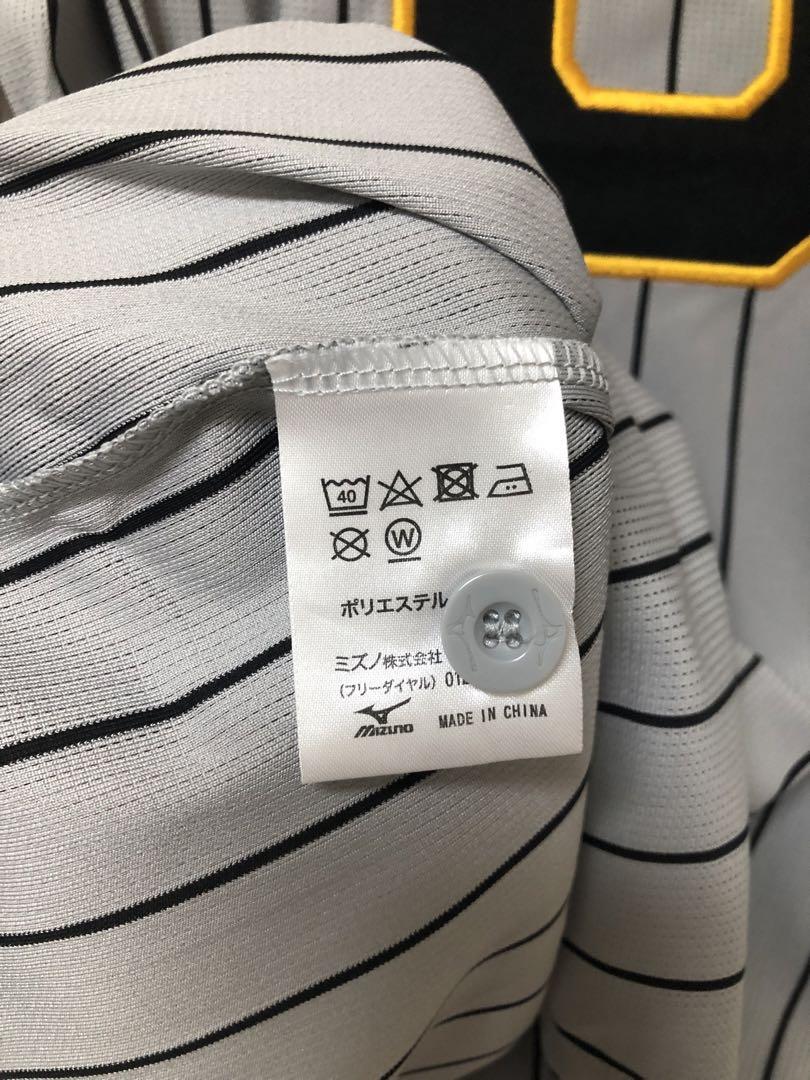 40
W
ポリエステル
ミズノ株式会社
(フリーダイヤル) 012
MIZUNO MADE IN CHINA